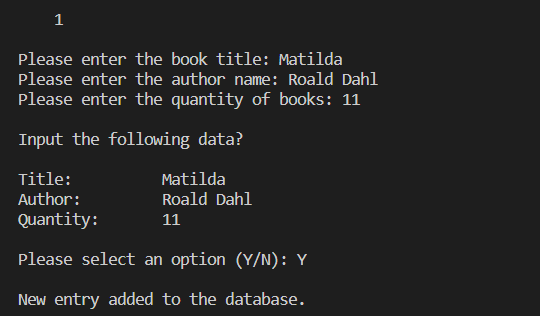 1
Please enter the book title: Matilda
Please enter the author name: Roald Dahl
Please enter the quantity of books: 11
Input the following data?
Title: Matilda
Author: Roald Dahl
Quantity: 11
Please select an option (Y/N): Y
New entry added to the database.